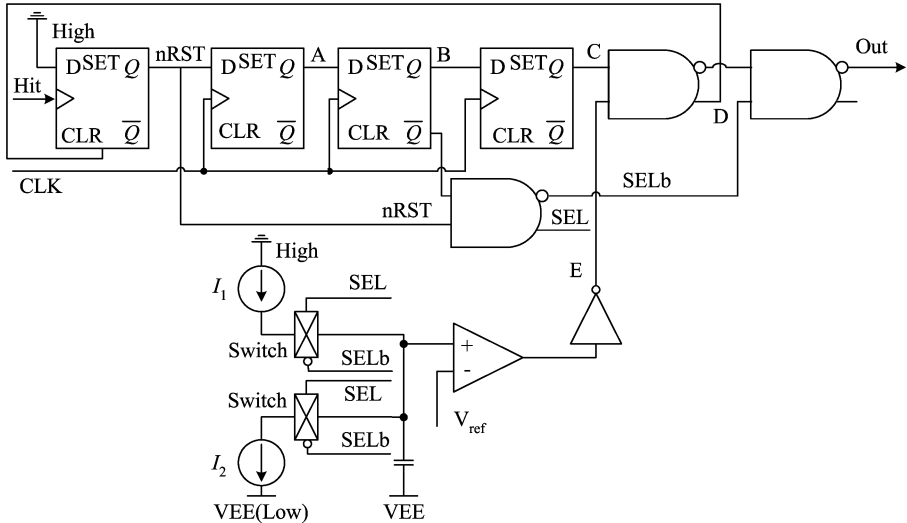 High
nRST
A
B
C
Out
D SET Q
D SET Q
D SET Q
D SET Q
Hit
CLR Q̅
CLR Q̅
CLR Q̅
CLR Q̅
D
CLK
SELb
nRST
SEL
High
E
I₁
SEL
Switch
SELb
+
-
SEL
Switch
Vref
SELb
I₂
VEE(Low)
VEE